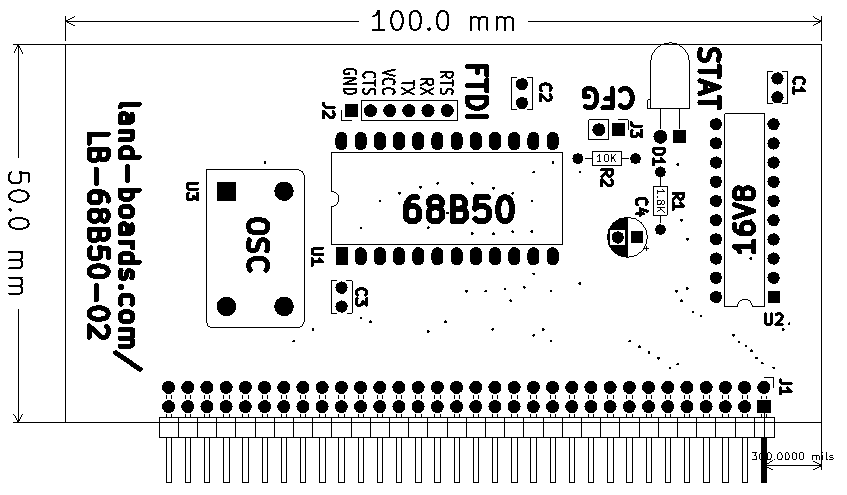 100.0 mm
50.0 mm
land-boards.com/
LB-68B50-02
GND
CTS
VCC
TX
RX
RTS
FTDI
J2
C2
CFG
J3
STAT
C1
D1
10K
R2
R1
1.8K
C4
+
16V8
U2
U3
OSC
U1
68B50
C3
J1
300.0000 mils